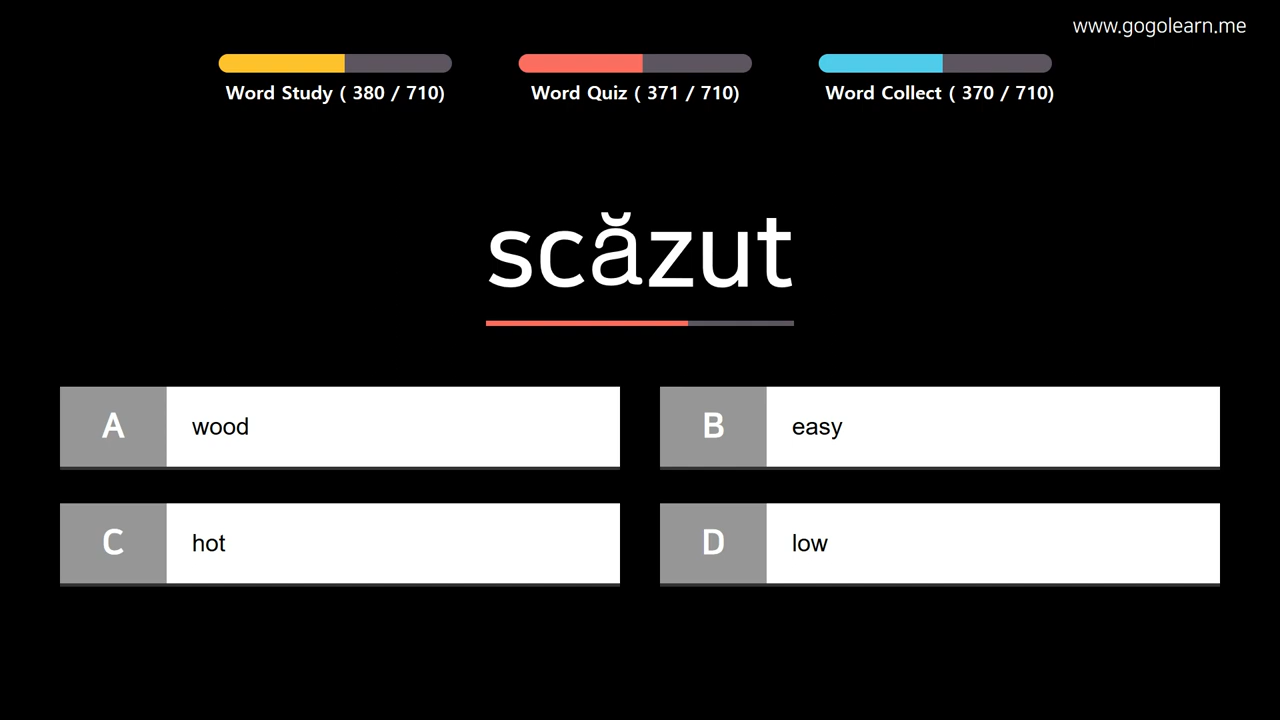 www.gogolearn.me
Word Study ( 380 / 710)
Word Quiz ( 371 / 710)
Word Collect ( 370 / 710)
scăzut
A wood
B easy
C hot
D low